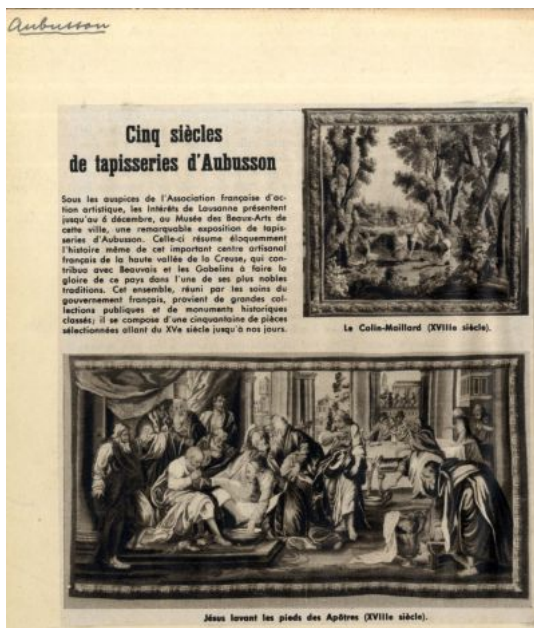 Aubusson
Cinq siècles
de tapisseries d'Aubusson
Sous les auspices de l'Association française d'ac-
tion artistique, les Intérêts de Lausanne présentent
jusqu'au 6 décembre, au Musée des Beaux-Arts de
cette ville, une remarquable exposition de tapis-
series d'Aubusson. Celle-ci résume éloquemment
l'histoire même de cet important centre artisanal
français de la haute vallée de la Creuse, qui con-
tribua avec Beauvais et les Gobelins à faire la
gloire de ce pays dans l'une de ses plus nobles
traditions. Cet ensemble, réuni par les soins du
gouvernement français, provient de grandes col-
lections publiques et de monuments historiques
classés; il se compose d'une cinquantaine de pièces
sélectionnées allant du XVe siècle jusqu'à nos jours.
Le Colin-Maillard (XVIIIe siècle).
Jésus lavant les pieds des Apôtres (XVIIIe siècle).